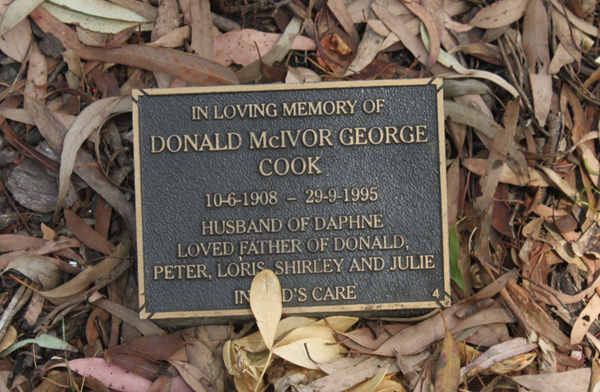 IN LOVING MEMORY OF
DONALD McIVOR GEORGE
COOK
10-6-1908 – 29-9-1995
HUSBAND OF DAPHNE
LOVED FATHER OF DONALD,
PETER, LORIS, SHIRLEY AND JULIE
IN CARE
4